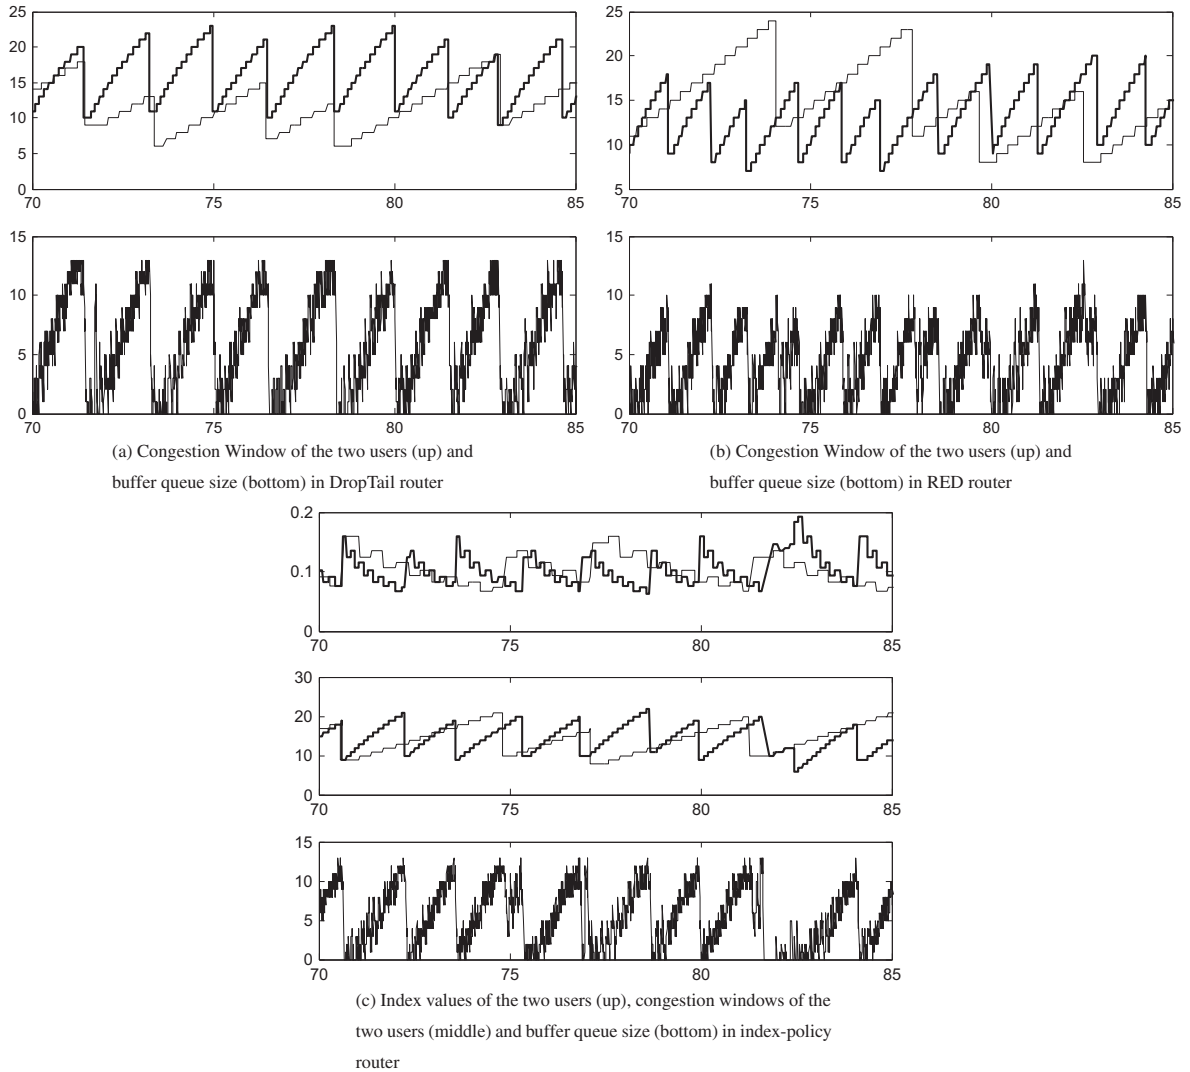 25
20
15
10
5
0
70 75 80 85
25
20
15
10
5
70 75 80 85
15
10
5
0
70 75 80 85
15
10
5
0
70 75 80 85
(a) Congestion Window of the two users (up) and
buffer queue size (bottom) in DropTail router
(b) Congestion Window of the two users (up) and
buffer queue size (bottom) in RED router
0.2
0.1
0
70 75 80 85
30
20
10
0
70 75 80 85
15
10
5
0
70 75 80 85
(c) Index values of the two users (up), congestion windows of the
two users (middle) and buffer queue size (bottom) in index-policy
router